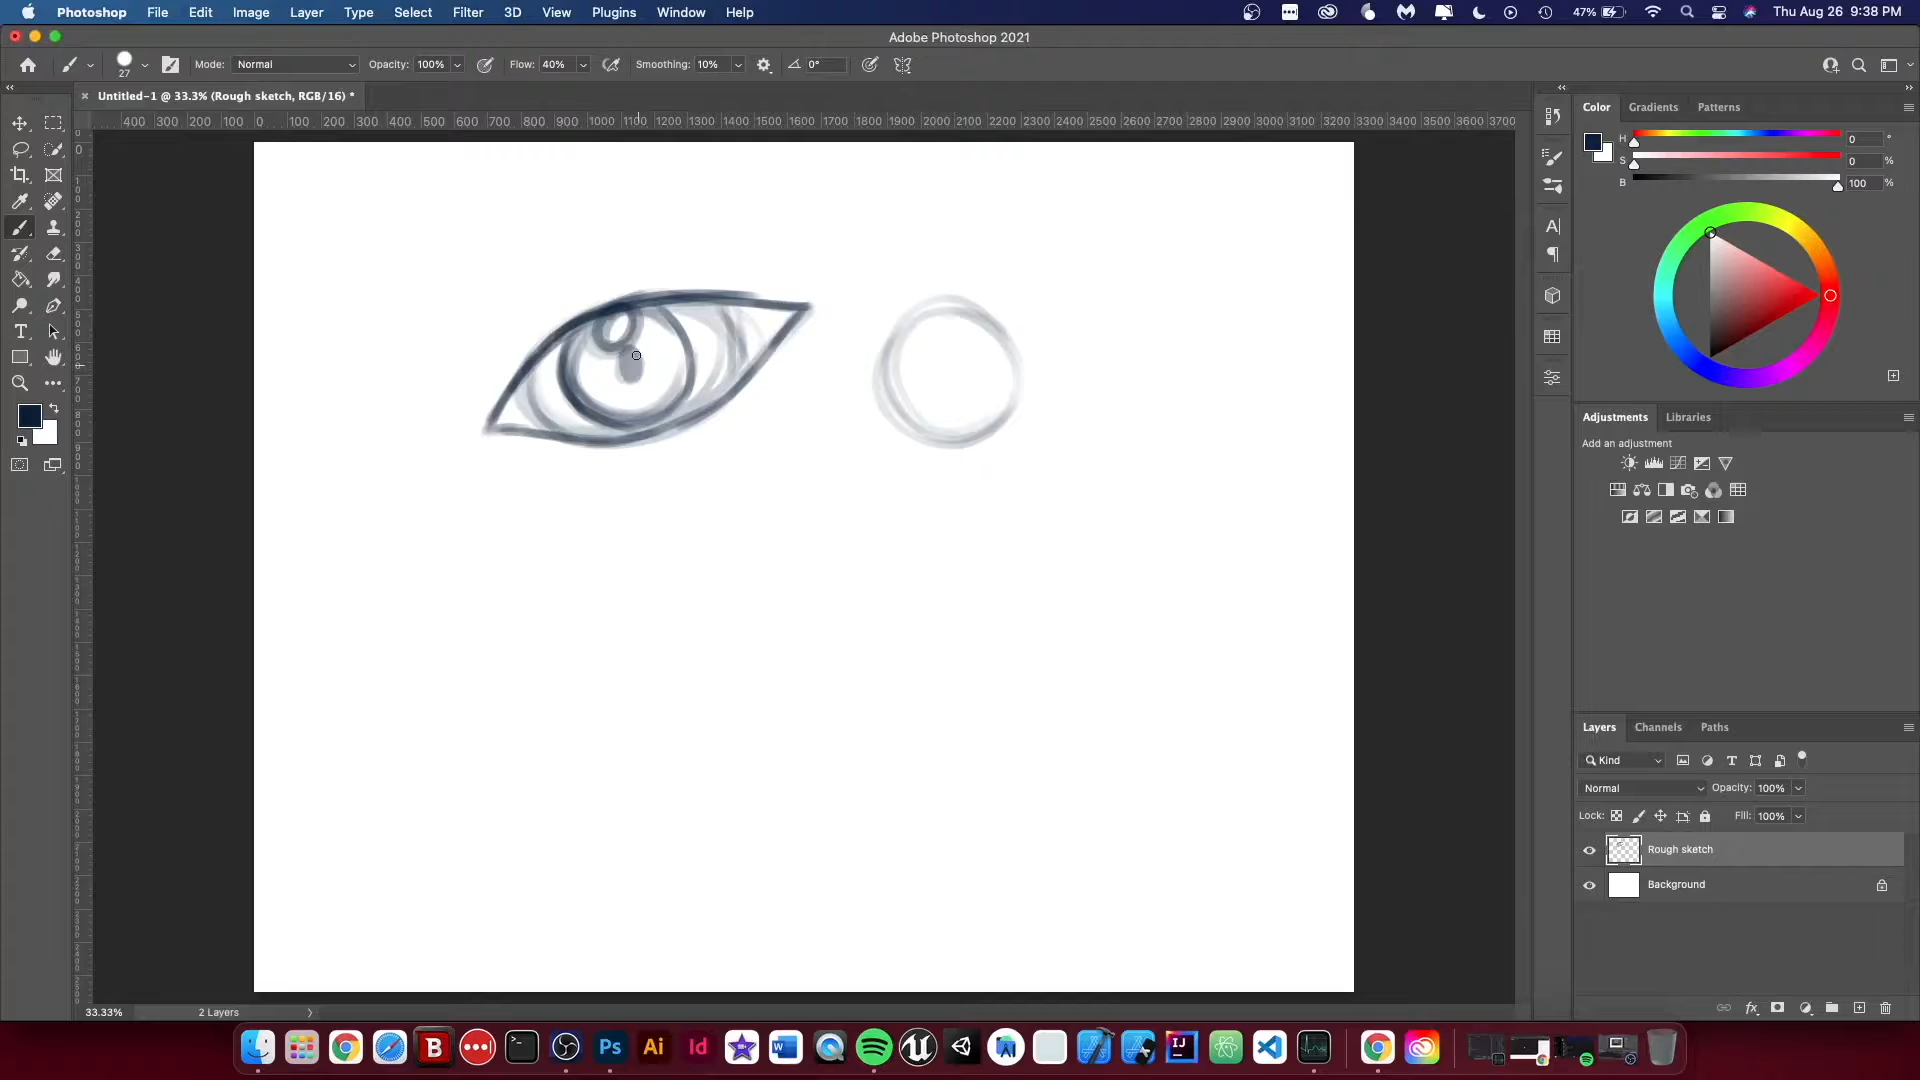 Photoshop File Edit Image Layer Type Select Filter 3D View Plugins Window Help 47% Thu Aug 26 9:38 PM
Adobe Photoshop 2021
27 Mode: Normal Opacity: 100% Flow: 40% Smoothing: 10% 0°
× Untitled-1 @ 33.3% (Rough sketch, RGB/16) *
400 300 200 100 0 100 200 300 400 500 600 700 800 900 1000 1100 1200 1300 1400 1500 1600 1700 1800 1900 2000 2100 2200 2300 2400 2500 2600 2700 2800 2900 3000 3100 3200 3300 3400 3500 3600 3700
Color Gradients Patterns
H 0 °
S 0 %
B 100 %
Adjustments Libraries
Add an adjustment
Layers Channels Paths
Kind
Normal Opacity: 100%
Lock: Fill: 100%
Rough sketch
Background
33.33% 2 Layers
B Ps Ai Id W IJ